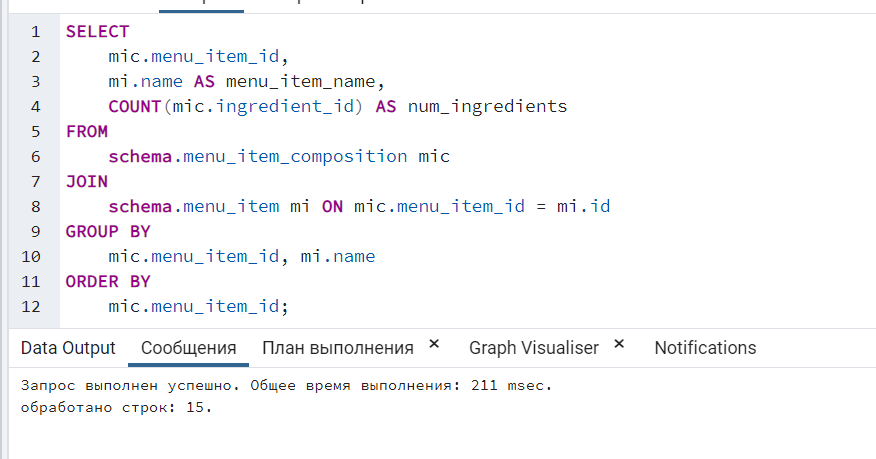 1 SELECT
2 mic.menu_item_id,
3 mi.name AS menu_item_name,
4 COUNT(mic.ingredient_id) AS num_ingredients
5 FROM
6 schema.menu_item_composition mic
7 JOIN
8 schema.menu_item mi ON mic.menu_item_id = mi.id
9 GROUP BY
10 mic.menu_item_id, mi.name
11 ORDER BY
12 mic.menu_item_id;
Data Output Сообщения План выполнения × Graph Visualiser × Notifications
Запрос выполнен успешно. Общее время выполнения: 211 msec.
обработано строк: 15.